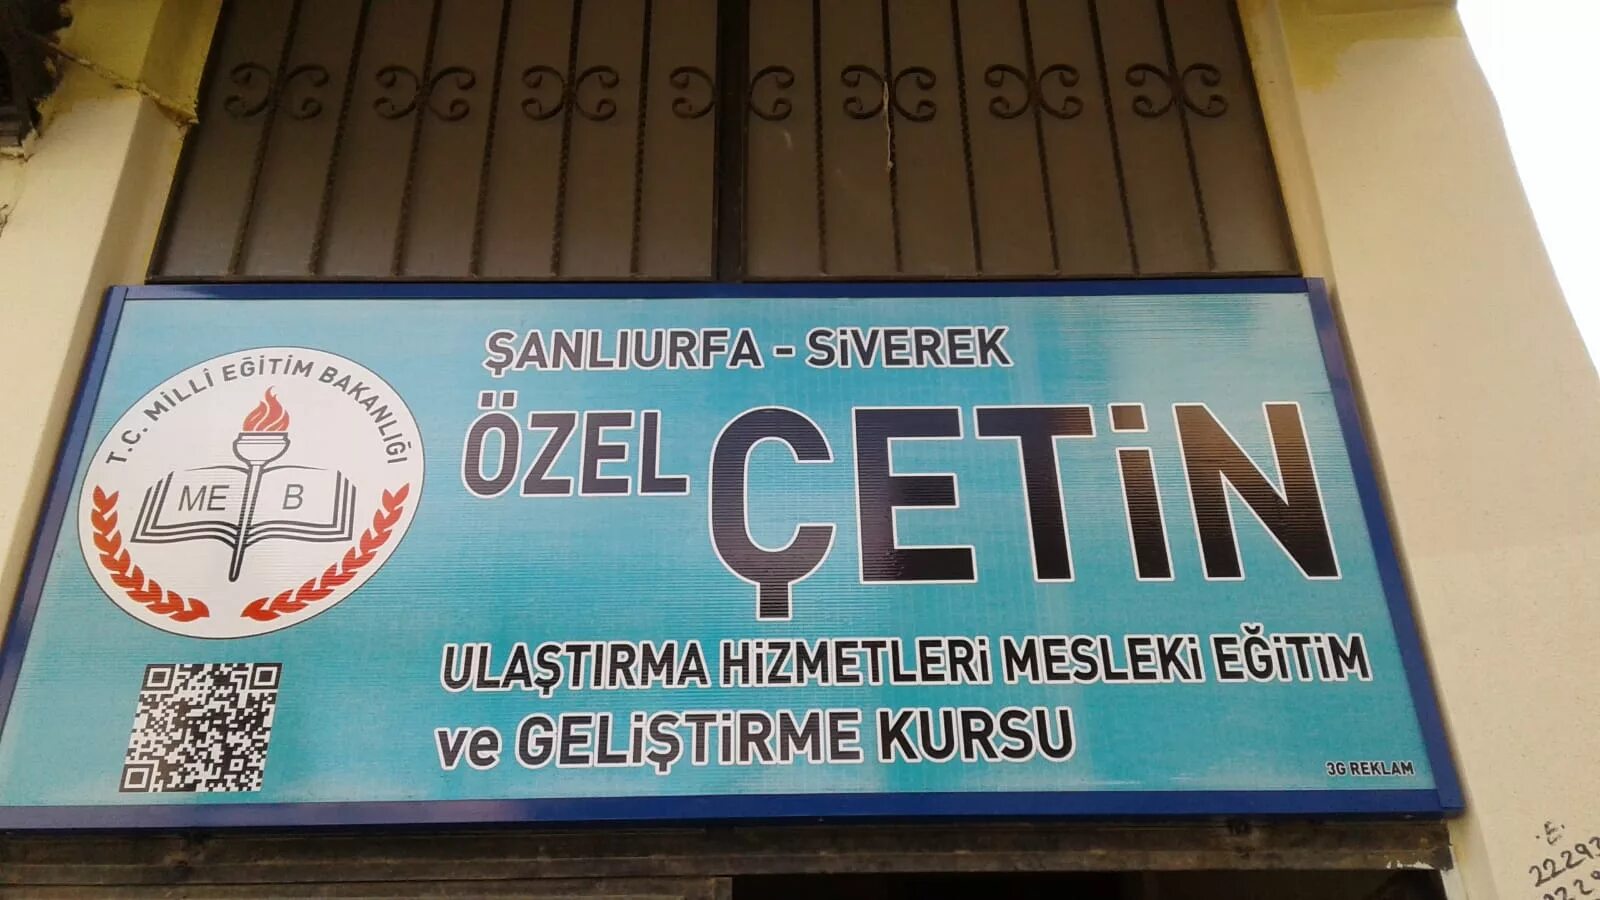 ŞANLIURFA - SİVEREK
T.C. MİLLÎ EĞİTİM BAKANLIĞI
ME B
ÖZEL ÇETİN
ULAŞTIRMA HİZMETLERİ MESLEKİ EĞİTİM
ve GELİŞTİRME KURSU
3G REKLAM
.E.